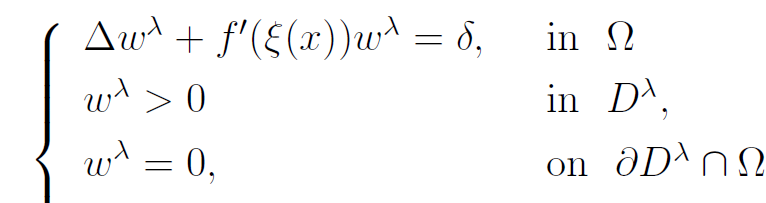 Δw^λ + f′(ξ(x))w^λ = δ, in Ω
w^λ > 0 in D^λ,
w^λ = 0, on ∂D^λ ∩ Ω